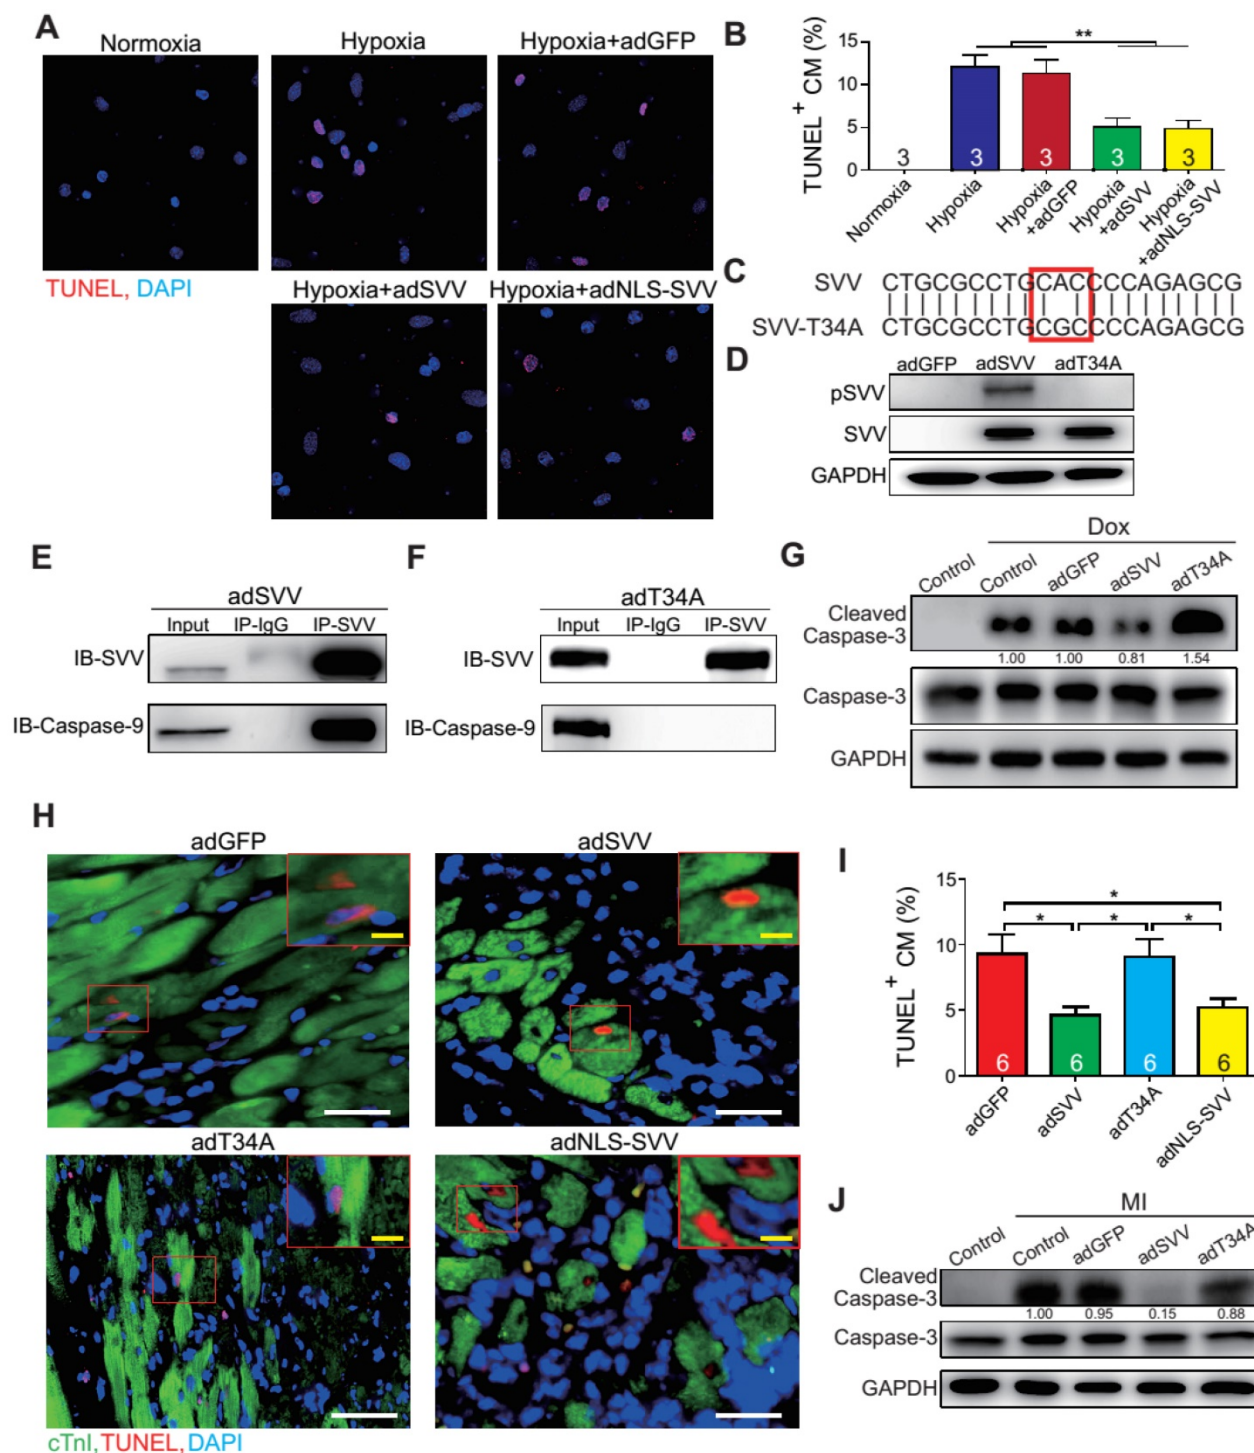 A
Normoxia
Hypoxia
Hypoxia+adGFP
TUNEL, DAPI
Hypoxia+adSVV
Hypoxia+adNLS-SVV
B
TUNEL+ CM (%)
15
10
5
0
**
3
3
3
3
3
Normoxia
Hypoxia
Hypoxia
+adGFP
Hypoxia
+adSVV
Hypoxia
+adNLS-SVV
C
SVV CTGCGCCTGCACCCCAGAGCG
SVV-T34A CTGCGCCTGCGCCCCAGAGCG
D
adGFP adSVV adT34A
pSVV
SVV
GAPDH
E
adSVV
Input IP-IgG IP-SVV
IB-SVV
IB-Caspase-9
F
adT34A
Input IP-IgG IP-SVV
IB-SVV
IB-Caspase-9
G
Dox
Control Control adGFP adSVV adT34A
Cleaved
Caspase-3
1.00 1.00 0.81 1.54
Caspase-3
GAPDH
H
adGFP
adSVV
adT34A
adNLS-SVV
cTnI, TUNEL, DAPI
I
TUNEL+ CM (%)
15
10
5
0
*
* * *
6
6
6
6
adGFP
adSVV
adT34A
adNLS-SVV
J
MI
Control Control adGFP adSVV adT34A
Cleaved
Caspase-3
1.00 0.95 0.15 0.88
Caspase-3
GAPDH